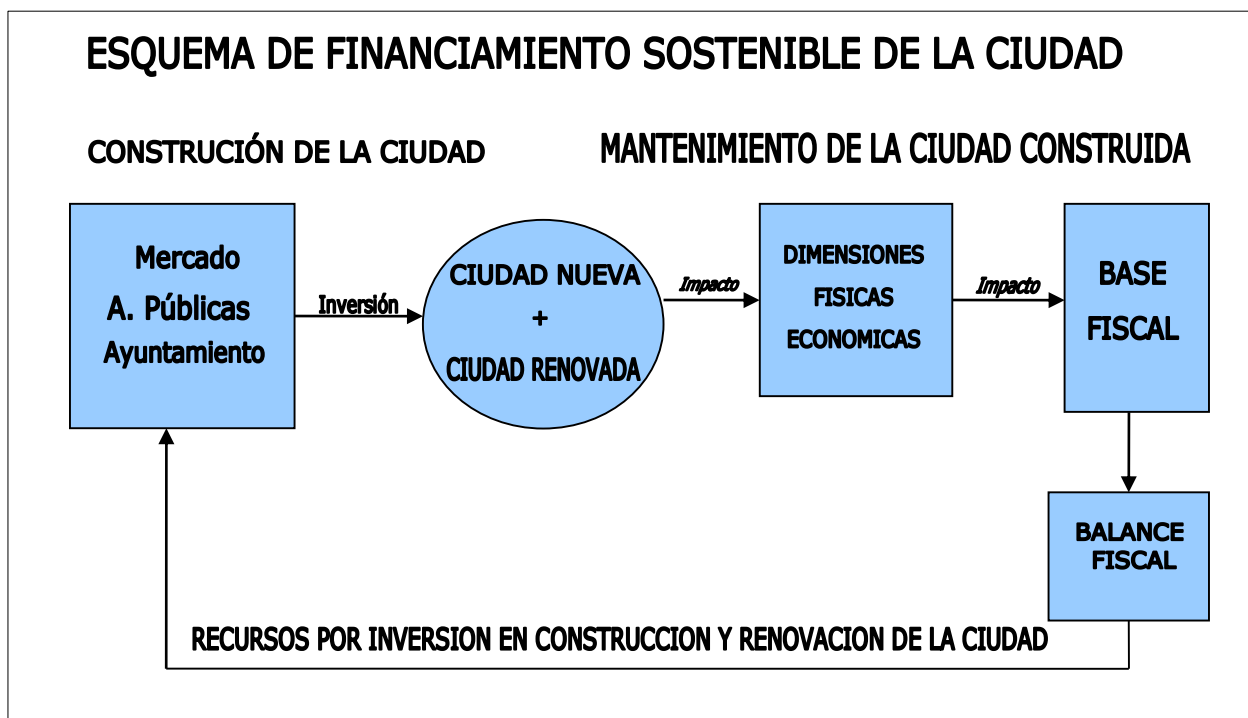 ESQUEMA DE FINANCIAMIENTO SOSTENIBLE DE LA CIUDAD
CONSTRUCIÓN DE LA CIUDAD
MANTENIMIENTO DE LA CIUDAD CONSTRUIDA
Mercado
A. Públicas
Ayuntamiento
Inversión
CIUDAD NUEVA
+
CIUDAD RENOVADA
Impacto
DIMENSIONES
FISICAS
ECONOMICAS
Impacto
BASE
FISCAL
BALANCE
FISCAL
RECURSOS POR INVERSION EN CONSTRUCCION Y RENOVACION DE LA CIUDAD